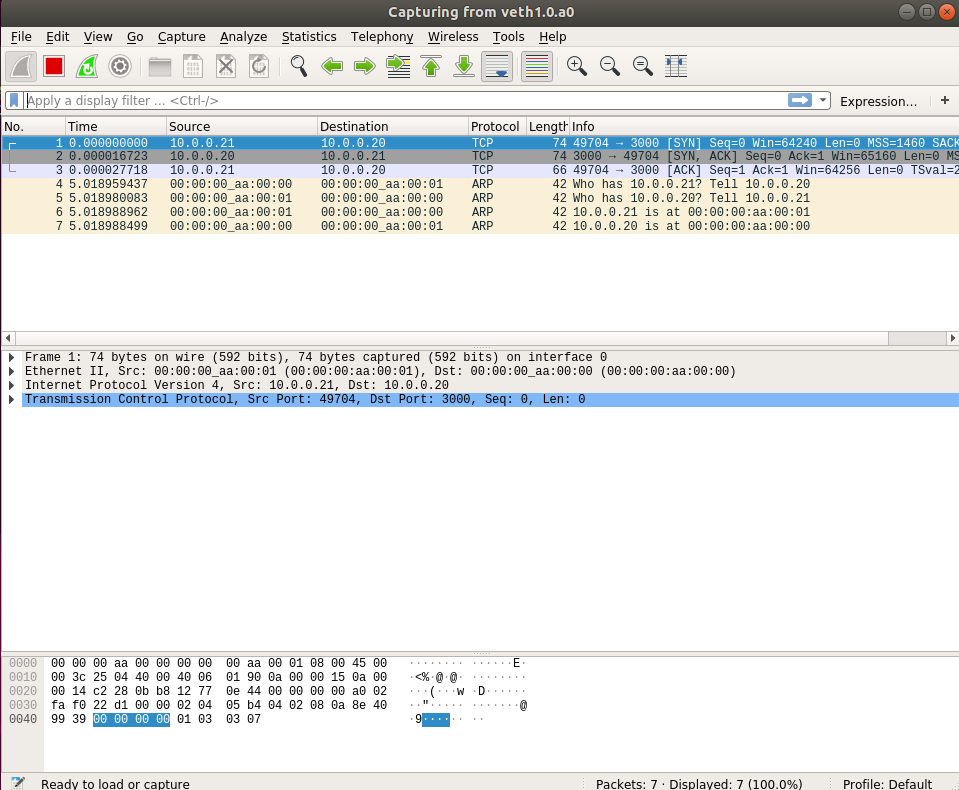 Capturing from veth1.0.a0
File Edit View Go Capture Analyze Statistics Telephony Wireless Tools Help
Apply a display filter ... <Ctrl-/> Expression... +
No. Time Source Destination Protocol Length Info
1 0.000000000 10.0.0.21 10.0.0.20 TCP 74 49704 → 3000 [SYN] Seq=0 Win=64240 Len=0 MSS=1460 SACK
2 0.000016723 10.0.0.20 10.0.0.21 TCP 74 3000 → 49704 [SYN, ACK] Seq=0 Ack=1 Win=65160 Len=0 MS
3 0.000027718 10.0.0.21 10.0.0.20 TCP 66 49704 → 3000 [ACK] Seq=1 Ack=1 Win=64256 Len=0 TSval=2
4 5.018959437 00:00:00_aa:00:00 00:00:00_aa:00:01 ARP 42 Who has 10.0.0.21? Tell 10.0.0.20
5 5.018980083 00:00:00_aa:00:01 00:00:00_aa:00:00 ARP 42 Who has 10.0.0.20? Tell 10.0.0.21
6 5.018988962 00:00:00_aa:00:01 00:00:00_aa:00:00 ARP 42 10.0.0.21 is at 00:00:00:aa:00:01
7 5.018988499 00:00:00_aa:00:00 00:00:00_aa:00:01 ARP 42 10.0.0.20 is at 00:00:00:aa:00:00
Frame 1: 74 bytes on wire (592 bits), 74 bytes captured (592 bits) on interface 0
Ethernet II, Src: 00:00:00_aa:00:01 (00:00:00:aa:00:01), Dst: 00:00:00_aa:00:00 (00:00:00:aa:00:00)
Internet Protocol Version 4, Src: 10.0.0.21, Dst: 10.0.0.20
Transmission Control Protocol, Src Port: 49704, Dst Port: 3000, Seq: 0, Len: 0
0000 00 00 00 aa 00 00 00 00 00 aa 00 01 08 00 45 00 ········ ······E·
0010 00 3c 25 04 40 00 40 06 01 90 0a 00 00 15 0a 00 ·<%·@·@· ········
0020 00 14 c2 28 0b b8 12 77 0e 44 00 00 00 00 a0 02 ···(···w ·D······
0030 fa f0 22 d1 00 00 02 04 05 b4 04 02 08 0a 8e 40 ··"····· ·······@
0040 99 39 00 00 00 00 01 03 03 07 ·9······ ··
Ready to load or capture Packets: 7 · Displayed: 7 (100.0%) Profile: Default